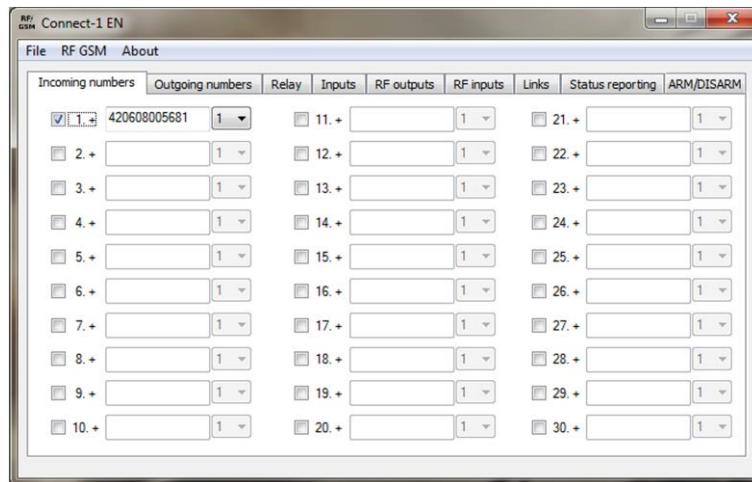 RF/GSM Connect-1 EN
File RF GSM About
Incoming numbers Outgoing numbers Relay Inputs RF outputs RF inputs Links Status reporting ARM/DISARM
1. + 420608005681 1 11. + 1 21. + 1
2. + 1 12. + 1 22. + 1
3. + 1 13. + 1 23. + 1
4. + 1 14. + 1 24. + 1
5. + 1 15. + 1 25. + 1
6. + 1 16. + 1 26. + 1
7. + 1 17. + 1 27. + 1
8. + 1 18. + 1 28. + 1
9. + 1 19. + 1 29. + 1
10. + 1 20. + 1 30. + 1